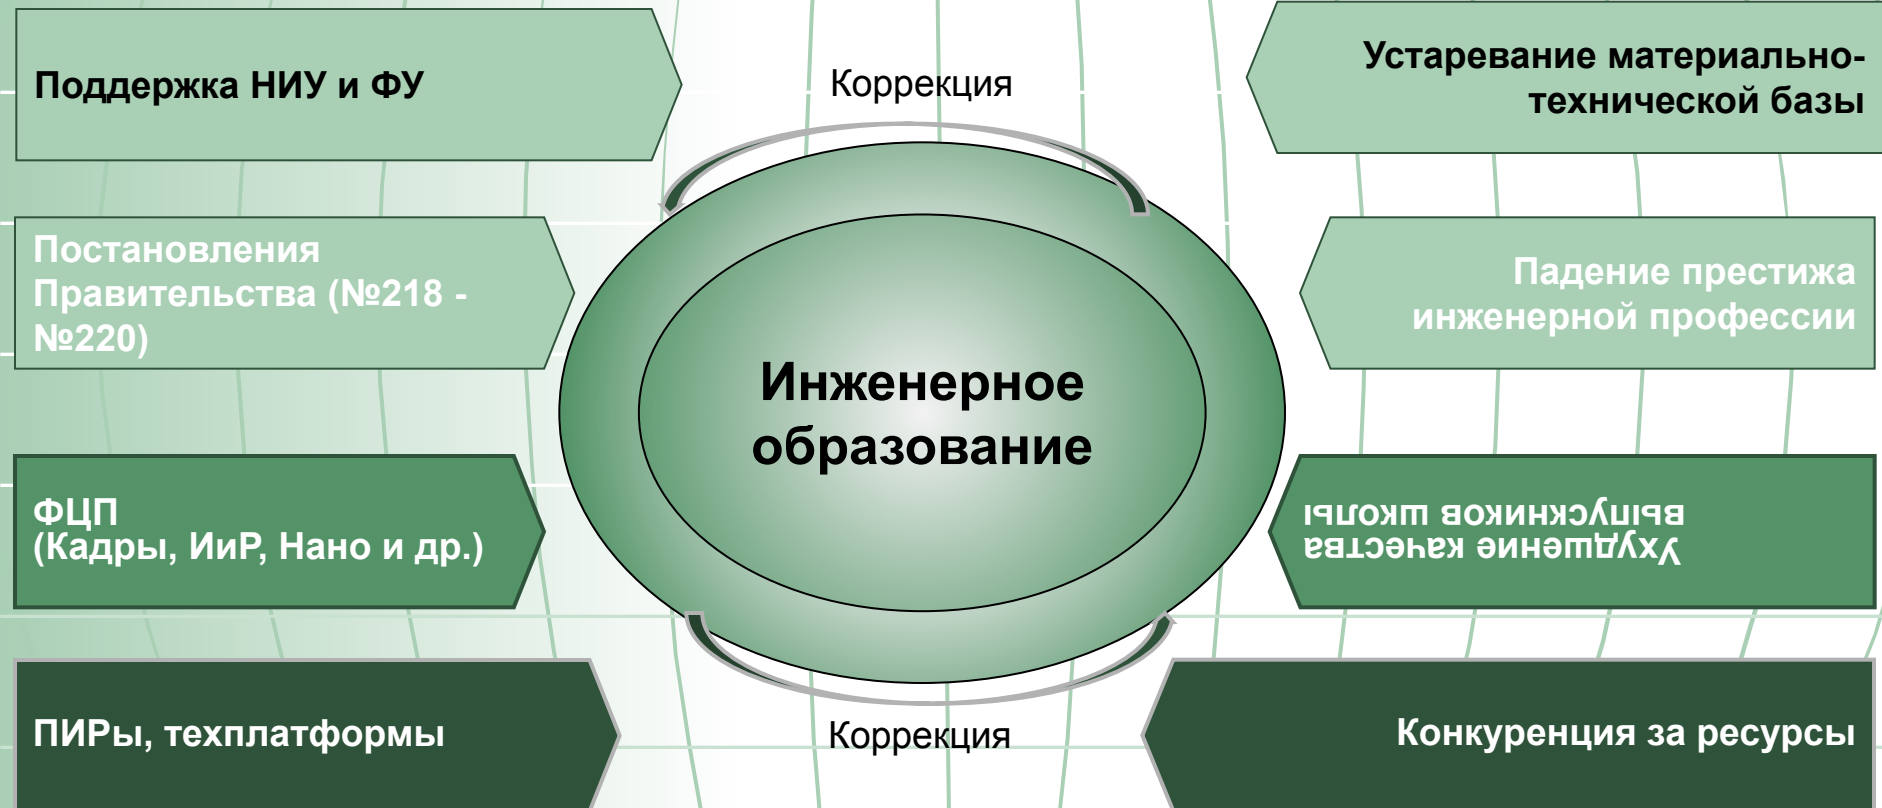 Поддержка НИУ и ФУ
Коррекция
Устаревание материально-
технической базы
Постановления
Правительства (№218 -
№220)
Падение престижа
инженерной профессии
Инженерное
образование
ФЦП
(Кадры, ИиР, Нано и др.)
Ухудшение качества
выпускников школы
ПИРы, техплатформы
Коррекция
Конкуренция за ресурсы